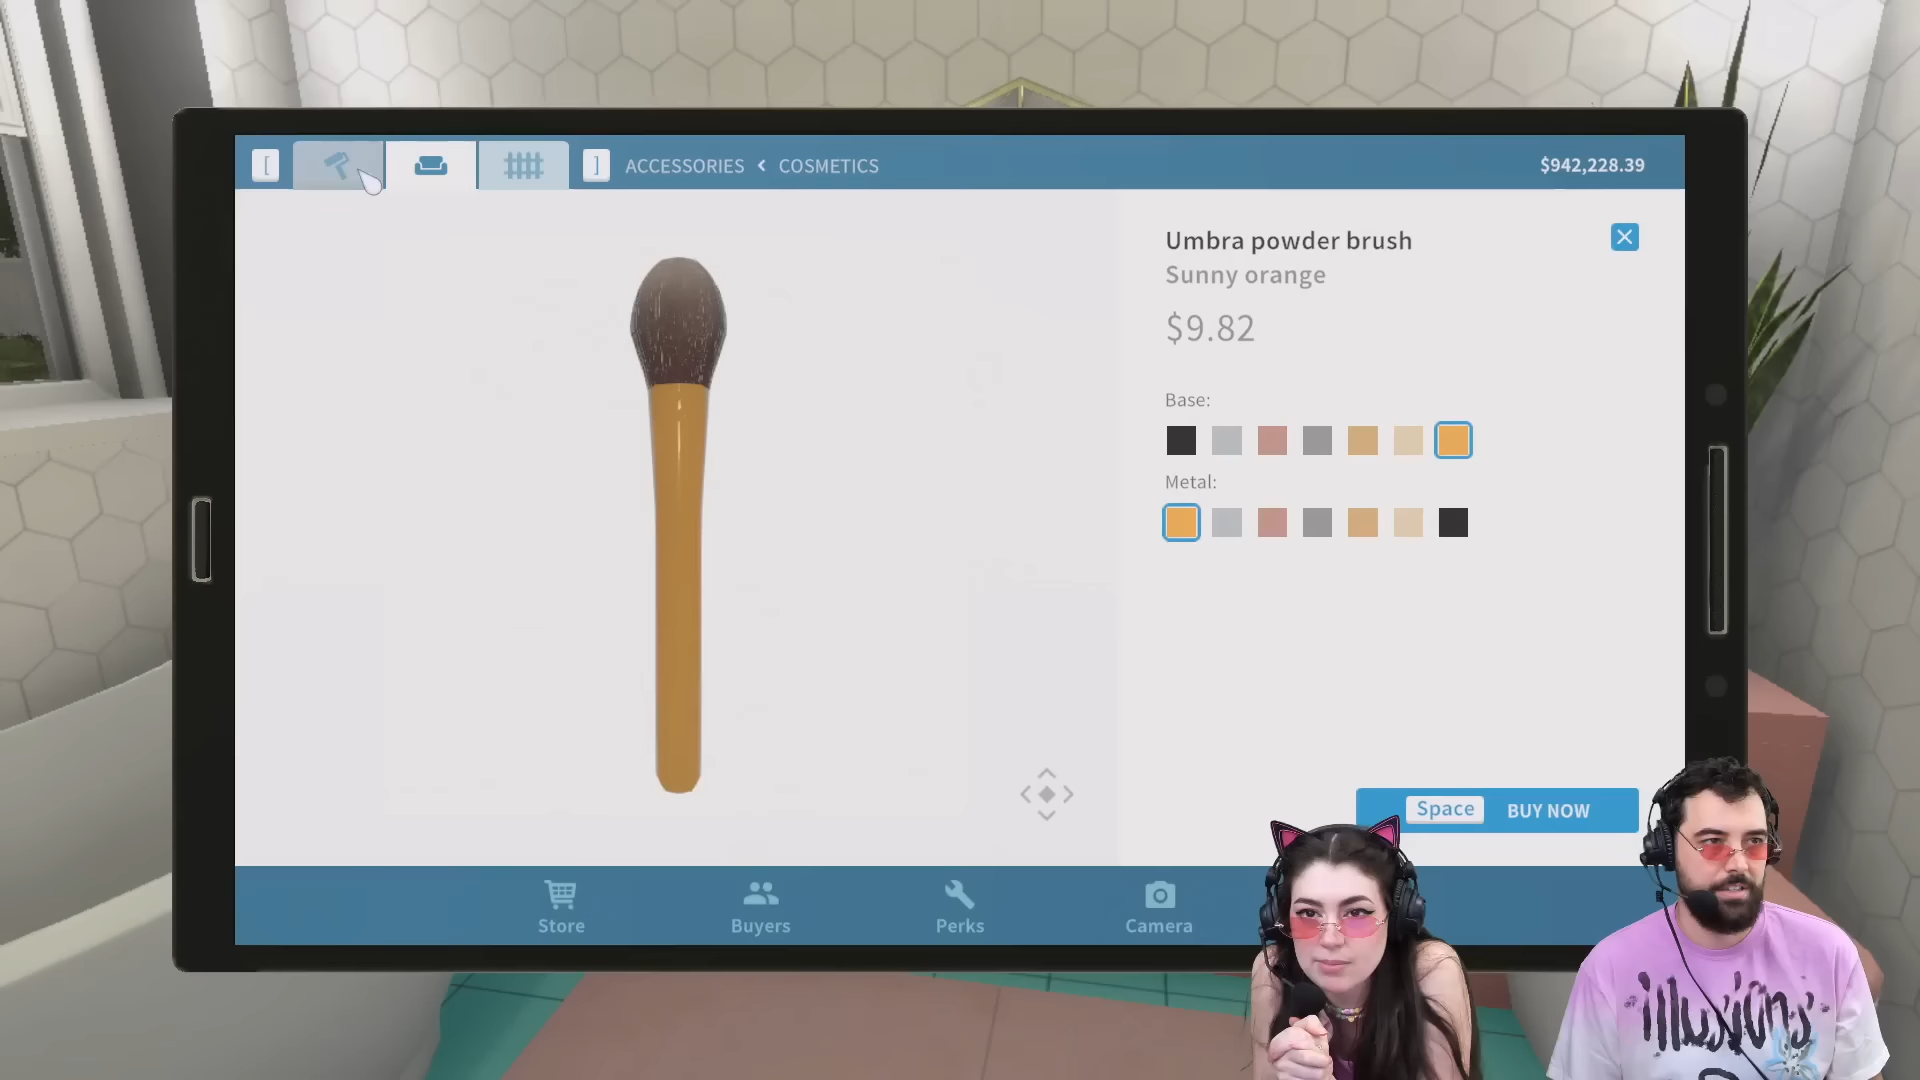 [ ] ACCESSORIES < COSMETICS $942,228.39
Umbra powder brush
Sunny orange
$9.82
Base:
Metal:
Space BUY NOW
Store Buyers Perks Camera
illusions